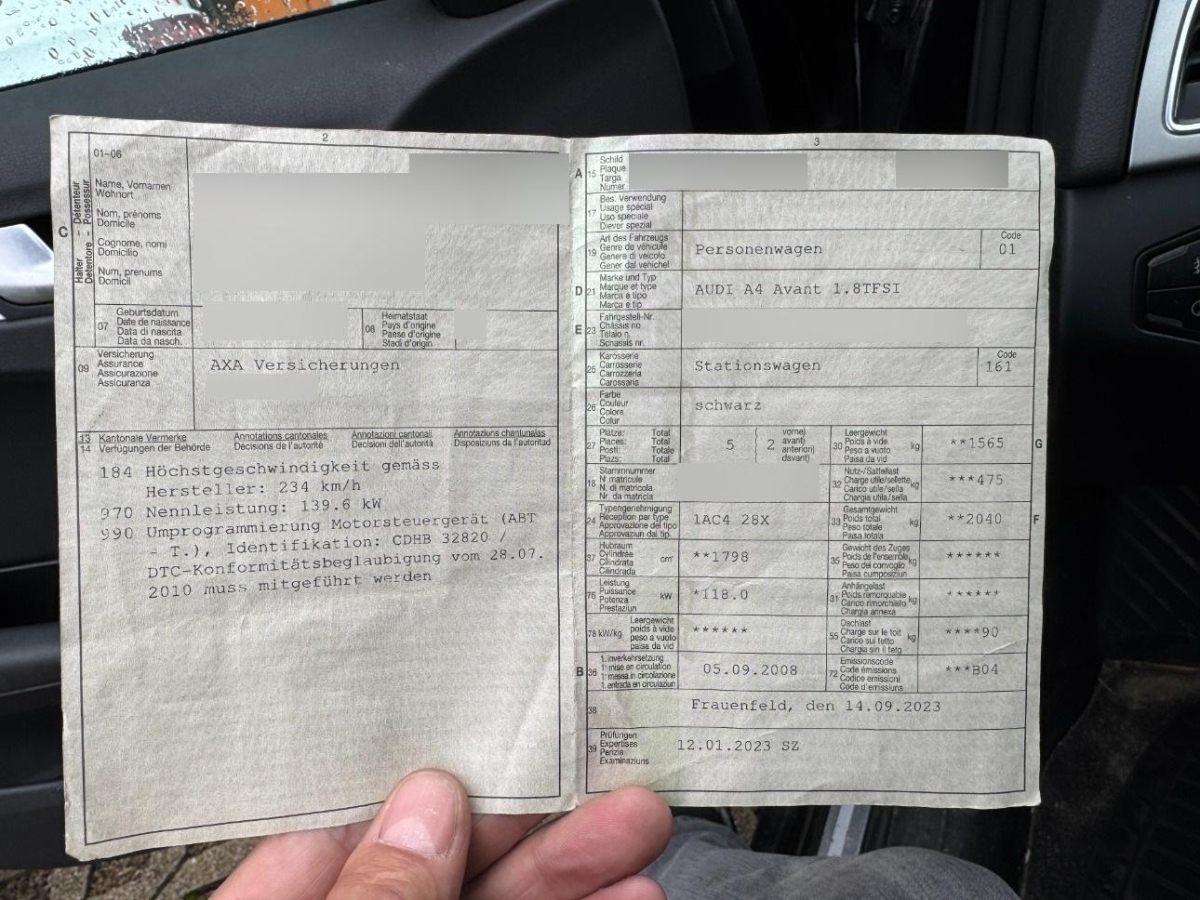 2
01-06
C
Halter – Détenteur
Detentore – Possessur
Name, Vornamen
Wohnort
Nom, prénoms
Domicile
Cognome, nomi
Domicilio
Num, prenums
Domicil
07
Geburtsdatum
Date de naissance
Data di nascita
Data da nasch.
08
Heimatstaat
Pays d'origine
Passe d'origine
Stadi d'origin
09
Versicherung
Assurance
Assicurazione
Assicuranza
AXA Versicherungen
13
14
Kantonale Vermerke
Verfügungen der Behörde
Annotations cantonales
Décisions de l'autorité
Annotazioni cantonali
Decisioni dell'autorità
Annotaziuns chantunalas
Disposiziuns da l'autoritad
184 Höchstgeschwindigkeit gemäss
Hersteller: 234 km/h
970 Nennleistung: 139.6 kW
990 Umprogrammierung Motorsteuergerät (ABT
- T.), Identifikation: CDHB 32820 /
DTC-Konformitätsbeglaubigung vom 28.07.
2010 muss mitgeführt werden
3
A 15
Schild
Plaque
Targa
Numer
17
Bes. Verwendung
Usage spécial
Uso speciale
Diever spezial
19
Art des Fahrzeugs
Genre de véhicule
Genere di veicolo
Gener dal vehichel
Personenwagen
Code
01
D 21
Marke und Typ
Marque et type
Marca e tipo
Marca e tip
AUDI A4 Avant 1.8TFSI
E 23
Fahrgestell-Nr.
Châssis no
Telaio n.
Schassis nr.
25
Karosserie
Carrosserie
Carrozzeria
Carossaria
Stationswagen
Code
161
26
Farbe
Couleur
Colore
Colur
schwarz
27
Plätze: Total
Places: Total
Posti: Totale
Plazs: Total
5
2
vorne)
avant)
anteriori)
davant)
30
Leergewicht
Poids à vide
Peso a vuoto
Paisa da vid
kg
**1565
G
18
Stammnummer
N° matricule
N. di matricola
Nr. da matricla
32
Nutz-/Sattellast
Charge utile/sellette
Carico utile/sella
Chargia utila/sella
kg
***475
24
Typengenehmigung
Réception par type
Approvazione del tipo
Approvaziun dal tip.
1AC4 28X
33
Gesamtgewicht
Poids total
Peso totale
Paisa totala
kg
**2040
F
37
Hubraum
Cylindrée
Cilindrata
Cilindrada
cm³
**1798
35
Gewicht des Zuges
Poids de l'ensemble
Peso del convoglio
Paisa cumposiziun
kg
******
76
Leistung
Puissance
Potenza
Prestaziun
kW
*118.0
31
Anhängelast
Poids remorquable
Carico rimorchiato
Chargia annexa
kg
******
78 kW/kg
Leergewicht
poids à vide
peso a vuoto
paisa da vid
******
55
Dachlast
Charge sur le toit
Carico sul tetto
Chargia sin il tetg
kg
****90
B 36
1. Inverkehrsetzung
1re mise en circulation
1a messa in circolazione
1. entrada en circulaziun
05.09.2008
72
Emissionscode
Code émissions
Codice emissioni
Code d'emissiuns
***B04
38
Frauenfeld, den 14.09.2023
39
Prüfungen
Expertises
Perizie
Examinaziuns
12.01.2023 SZ